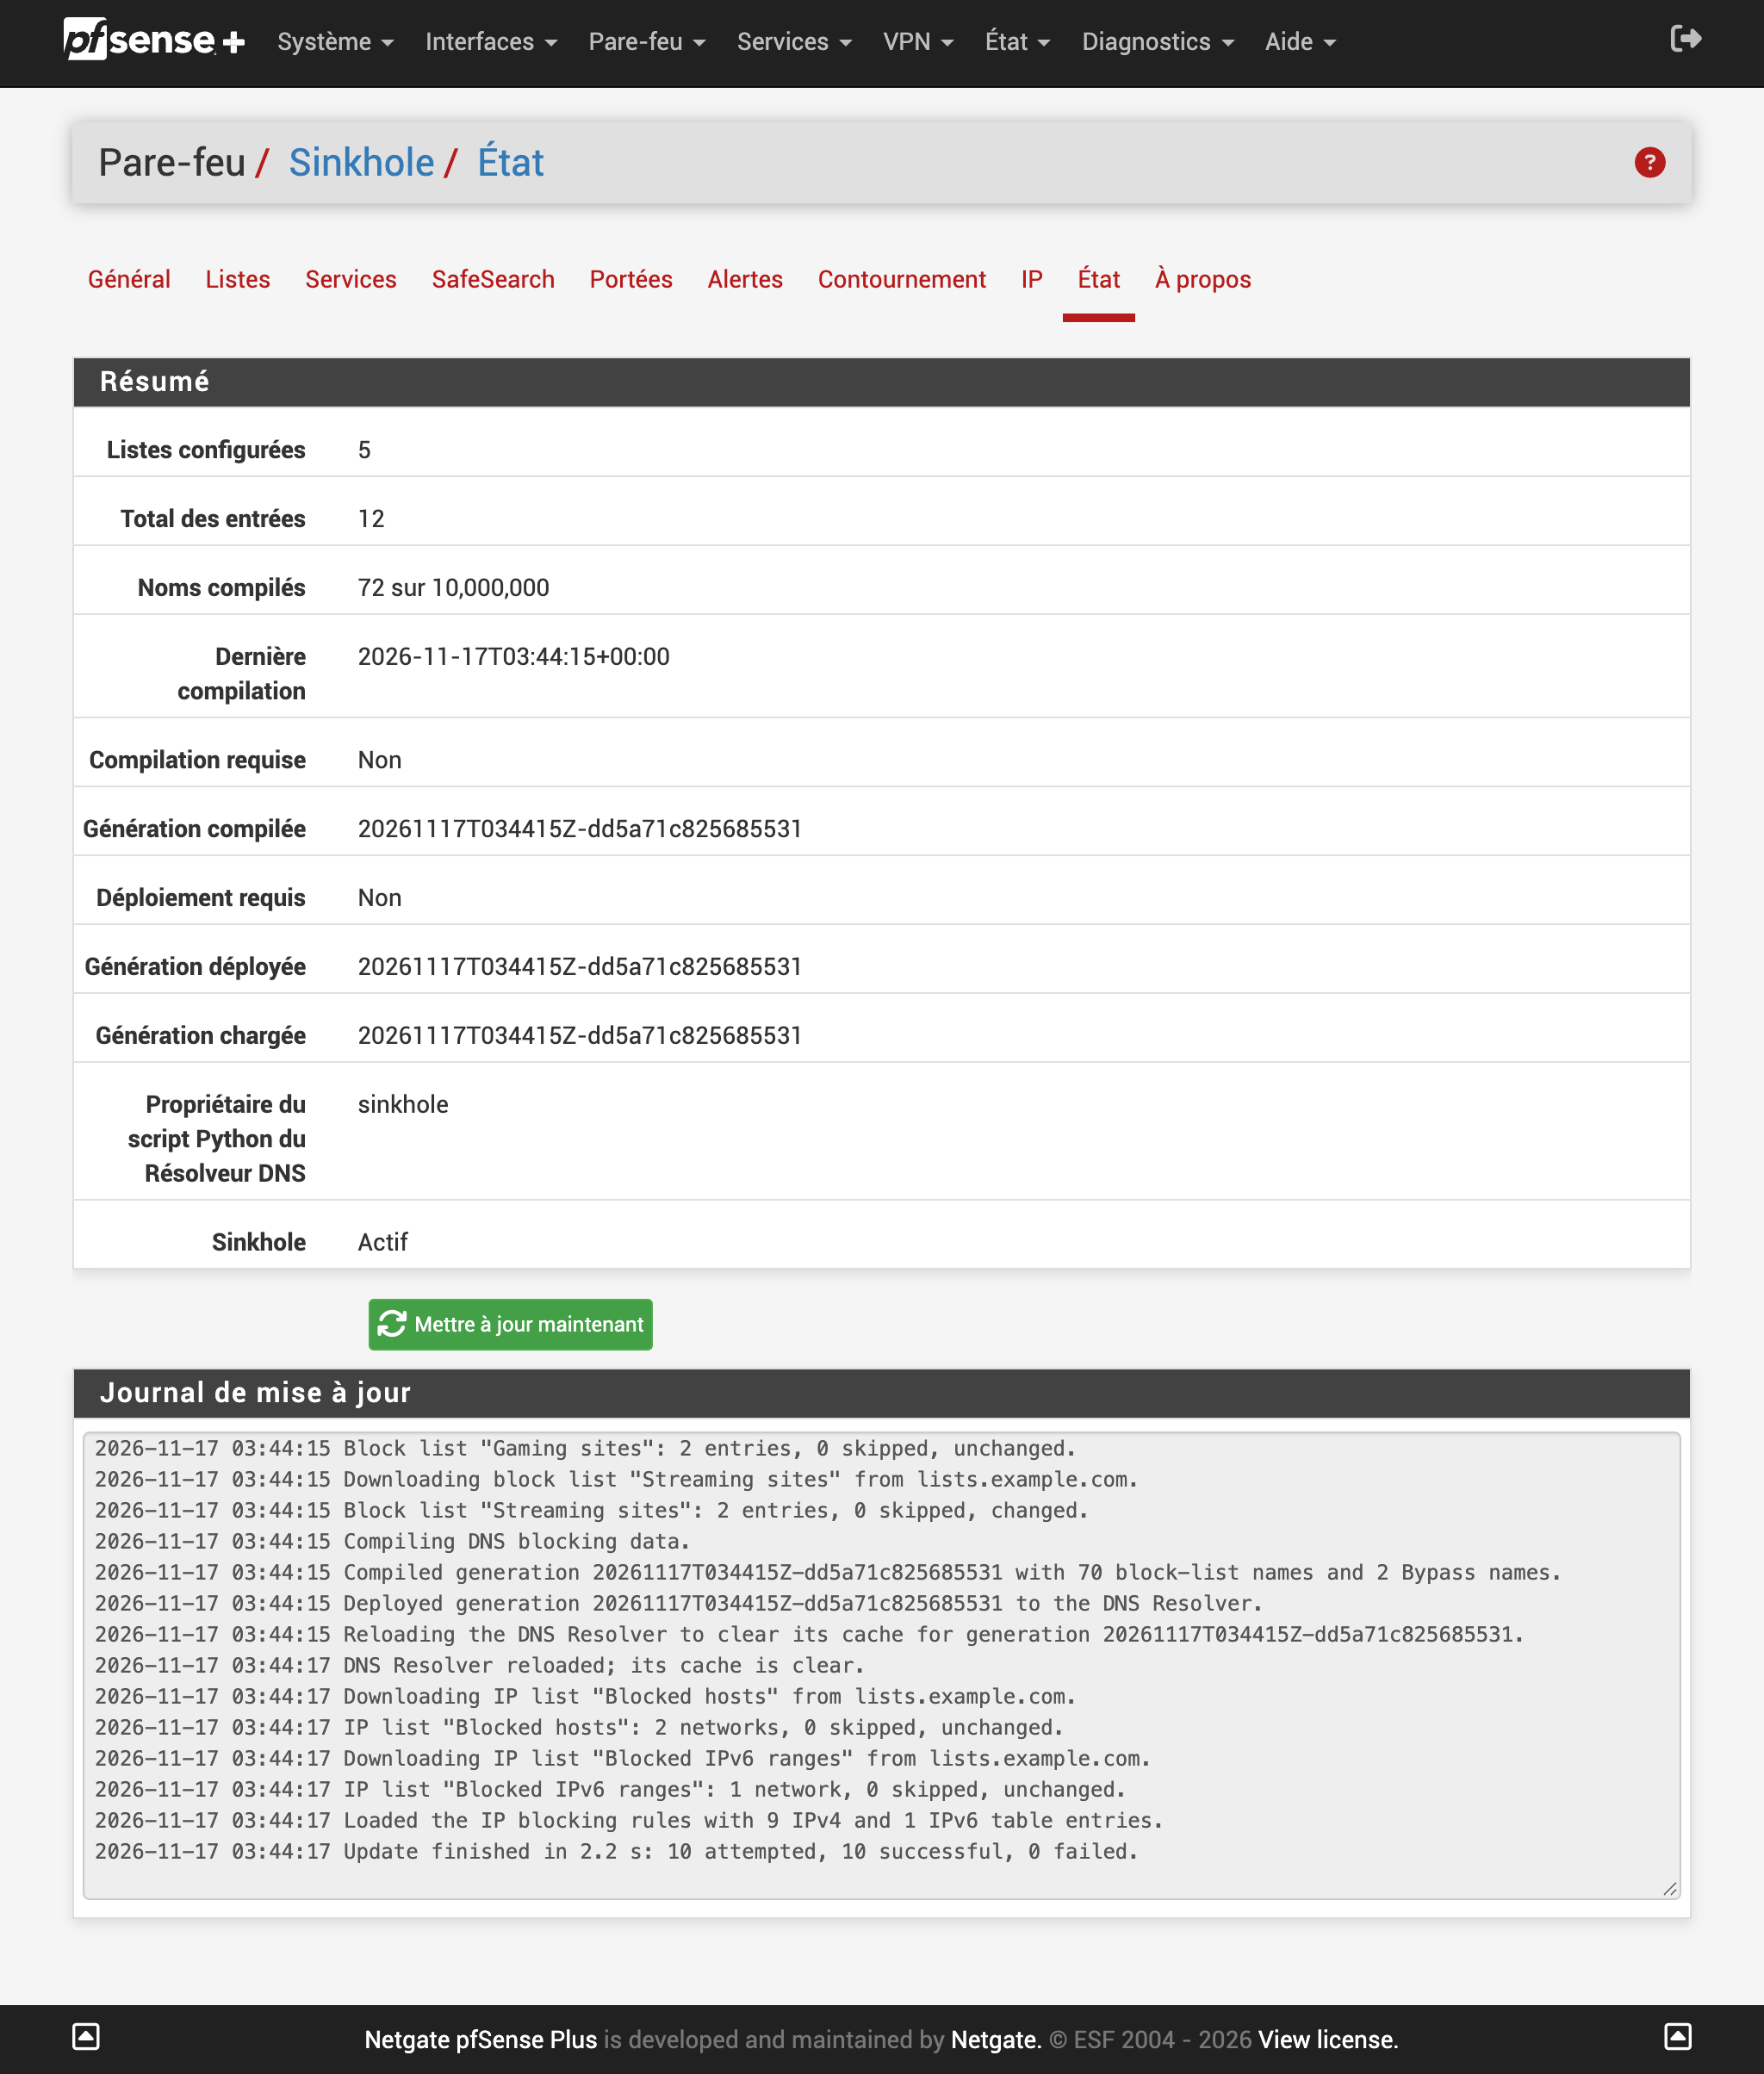 pfsense+ Système Interfaces Pare-feu Services VPN État Diagnostics Aide
Pare-feu / Sinkhole / État
?
Général Listes Services SafeSearch Portées Alertes Contournement IP État À propos
Résumé
Listes configurées 5
Total des entrées 12
Noms compilés 72 sur 10,000,000
Dernière 2026-11-17T03:44:15+00:00
compilation
Compilation requise Non
Génération compilée 20261117T034415Z-dd5a71c825685531
Déploiement requis Non
Génération déployée 20261117T034415Z-dd5a71c825685531
Génération chargée 20261117T034415Z-dd5a71c825685531
Propriétaire du sinkhole
script Python du
Résolveur DNS
Sinkhole Actif
Mettre à jour maintenant
Journal de mise à jour
2026-11-17 03:44:15 Block list "Gaming sites": 2 entries, 0 skipped, unchanged.
2026-11-17 03:44:15 Downloading block list "Streaming sites" from lists.example.com.
2026-11-17 03:44:15 Block list "Streaming sites": 2 entries, 0 skipped, changed.
2026-11-17 03:44:15 Compiling DNS blocking data.
2026-11-17 03:44:15 Compiled generation 20261117T034415Z-dd5a71c825685531 with 70 block-list names and 2 Bypass names.
2026-11-17 03:44:15 Deployed generation 20261117T034415Z-dd5a71c825685531 to the DNS Resolver.
2026-11-17 03:44:15 Reloading the DNS Resolver to clear its cache for generation 20261117T034415Z-dd5a71c825685531.
2026-11-17 03:44:17 DNS Resolver reloaded; its cache is clear.
2026-11-17 03:44:17 Downloading IP list "Blocked hosts" from lists.example.com.
2026-11-17 03:44:17 IP list "Blocked hosts": 2 networks, 0 skipped, unchanged.
2026-11-17 03:44:17 Downloading IP list "Blocked IPv6 ranges" from lists.example.com.
2026-11-17 03:44:17 IP list "Blocked IPv6 ranges": 1 network, 0 skipped, unchanged.
2026-11-17 03:44:17 Loaded the IP blocking rules with 9 IPv4 and 1 IPv6 table entries.
2026-11-17 03:44:17 Update finished in 2.2 s: 10 attempted, 10 successful, 0 failed.
Netgate pfSense Plus is developed and maintained by Netgate. © ESF 2004 - 2026 View license.